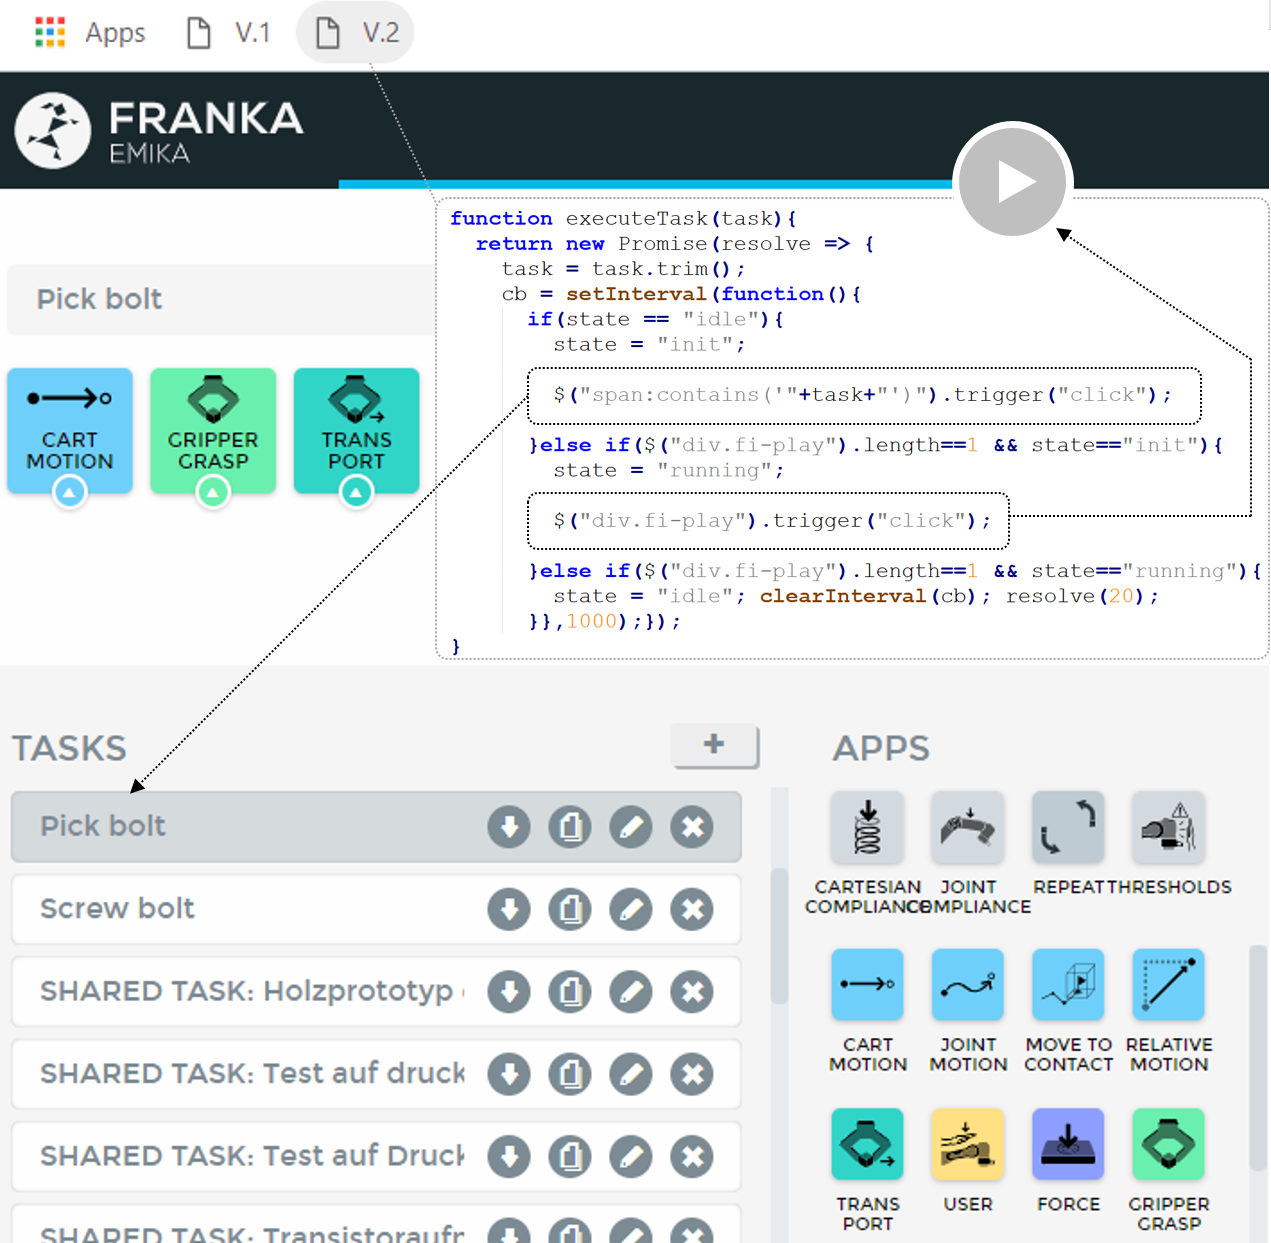 Apps V.1 V.2
FRANKA
EMIKA
function executeTask(task){
return new Promise(resolve => {
task = task.trim();
cb = setInterval(function(){
if(state == "idle"){
state = "init";
$("span:contains('"+task+"')").trigger("click");
}else if($("div.fi-play").length==1 && state=="init"){
state = "running";
$("div.fi-play").trigger("click");
}else if($("div.fi-play").length==1 && state=="running"){
state = "idle"; clearInterval(cb); resolve(20);
}},1000);});
}
Pick bolt
CART
MOTION
GRIPPER
GRASP
TRANS
PORT
TASKS
+
Pick bolt
Screw bolt
SHARED TASK: Holzprototyp
SHARED TASK: Test auf druck
SHARED TASK: Test auf Druck
SHARED TASK: Transistoraufr
APPS
CARTESIAN
COMPLIANCE
JOINT
COMPLIANCE
REPEAT
THRESHOLDS
CART
MOTION
JOINT
MOTION
MOVE TO
CONTACT
RELATIVE
MOTION
TRANS
PORT
USER
FORCE
GRIPPER
GRASP